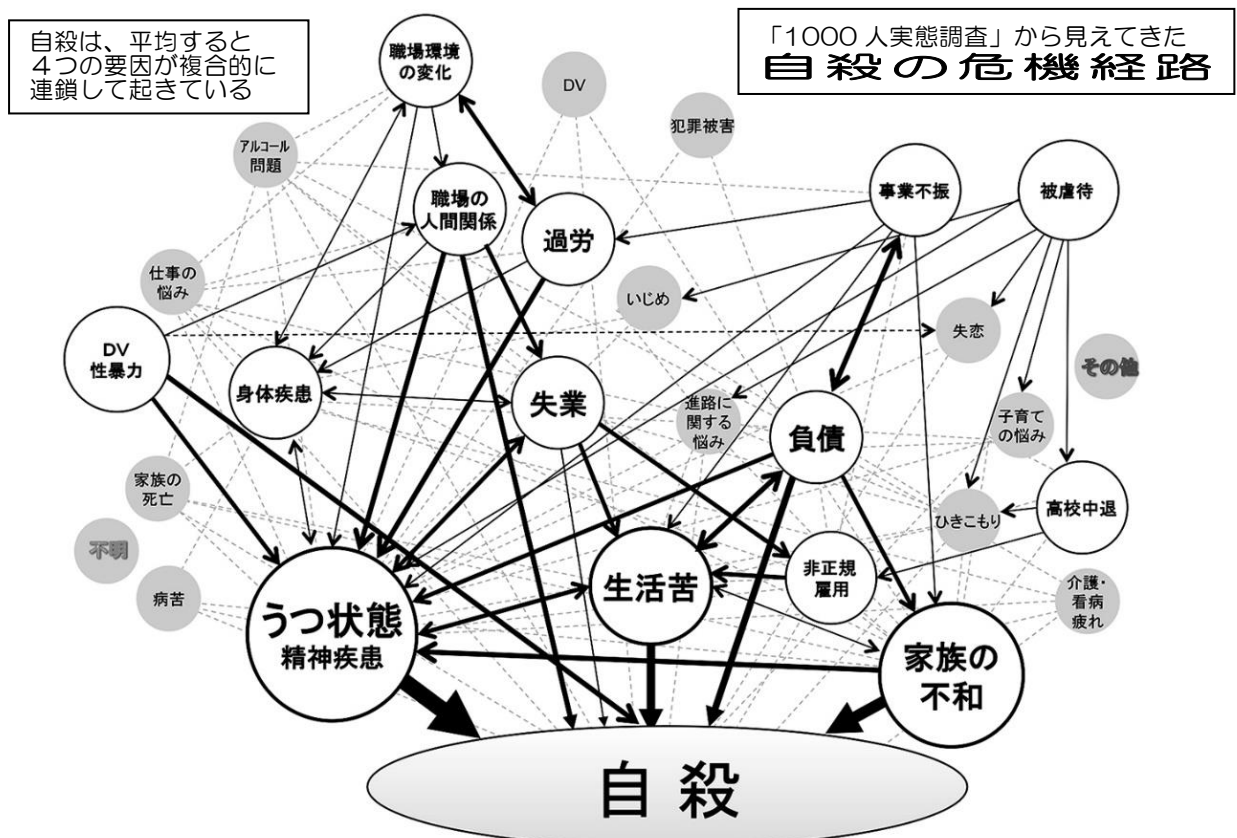 自殺は、平均すると
4つの要因が複合的に
連鎖して起きている
「1000人実態調査」から見えてきた
自殺の危機経路
職場環境
の変化
DV
犯罪被害
アルコール
問題
職場の
人間関係
過労
事業不振
被虐待
仕事の
悩み
いじめ
失恋
DV
性暴力
身体疾患
失業
進路に
関する
悩み
負債
その他
子育て
の悩み
家族の
死亡
ひきこもり
高校中退
不明
病苦
うつ状態
精神疾患
生活苦
非正規
雇用
介護・
看病
疲れ
家族の
不和
自殺